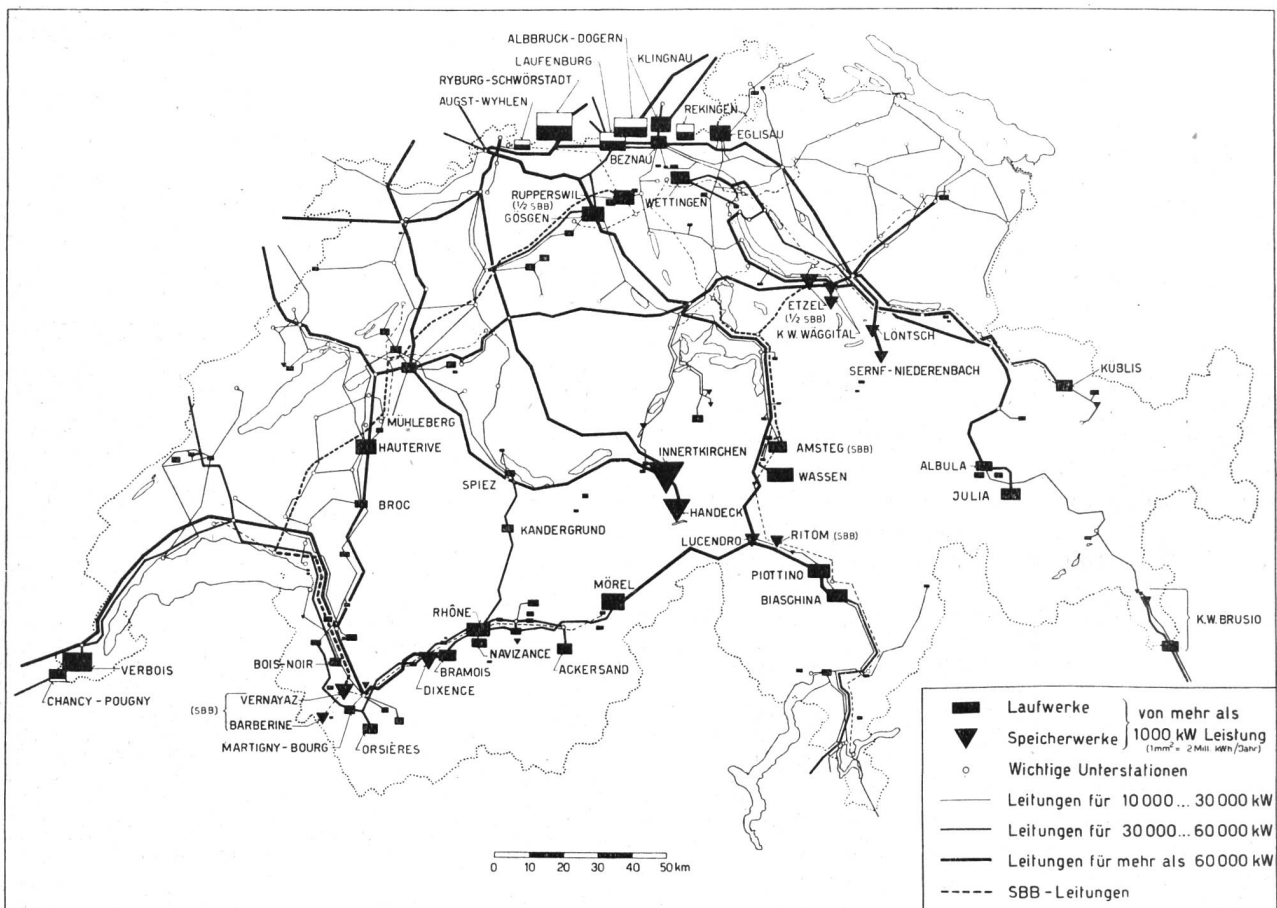 ALBBRUCK-DOGERN
LAUFENBURG
KLINGNAU
RYBURG-SCHWÖRSTADT
AUGST-WYHLEN
REKINGEN
EGLISAU
BEZNAU
RUPPERSWIL
(½ SBB)
GÖSGEN
WETTINGEN
ETZEL
(½ SBB)
K.W. WÄGGITAL
LÖNTSCH
SERNF-NIEDERENBACH
KÜBLIS
MÜHLEBERG
HAUTERIVE
INNERTKIRCHEN
AMSTEG (SBB)
WASSEN
ALBULA
JULIA
SPIEZ
BROC
HANDECK
KANDERGRUND
LUCENDRO
RITOM (SBB)
PIOTTINO
BIASCHINA
MÖREL
RHÔNE
NAVIZANCE
ACKERSAND
K.W. BRUSIO
VERBOIS
CHANCY-POUGNY
BOIS-NOIR
BRAMOIS
DIXENCE
VERNAYAZ
(SBB)
BARBERINE
MARTIGNY-BOURG
ORSIÈRES
0 10 20 30 40 50 km
Laufwerke
Speicherwerke
von mehr als
1000 kW Leistung
(1mm² = 2 Mill. kWh/Jahr)
Wichtige Unterstationen
Leitungen für 10 000 ... 30 000 kW
Leitungen für 30 000 ... 60 000 kW
Leitungen für mehr als 60 000 kW
SBB-Leitungen